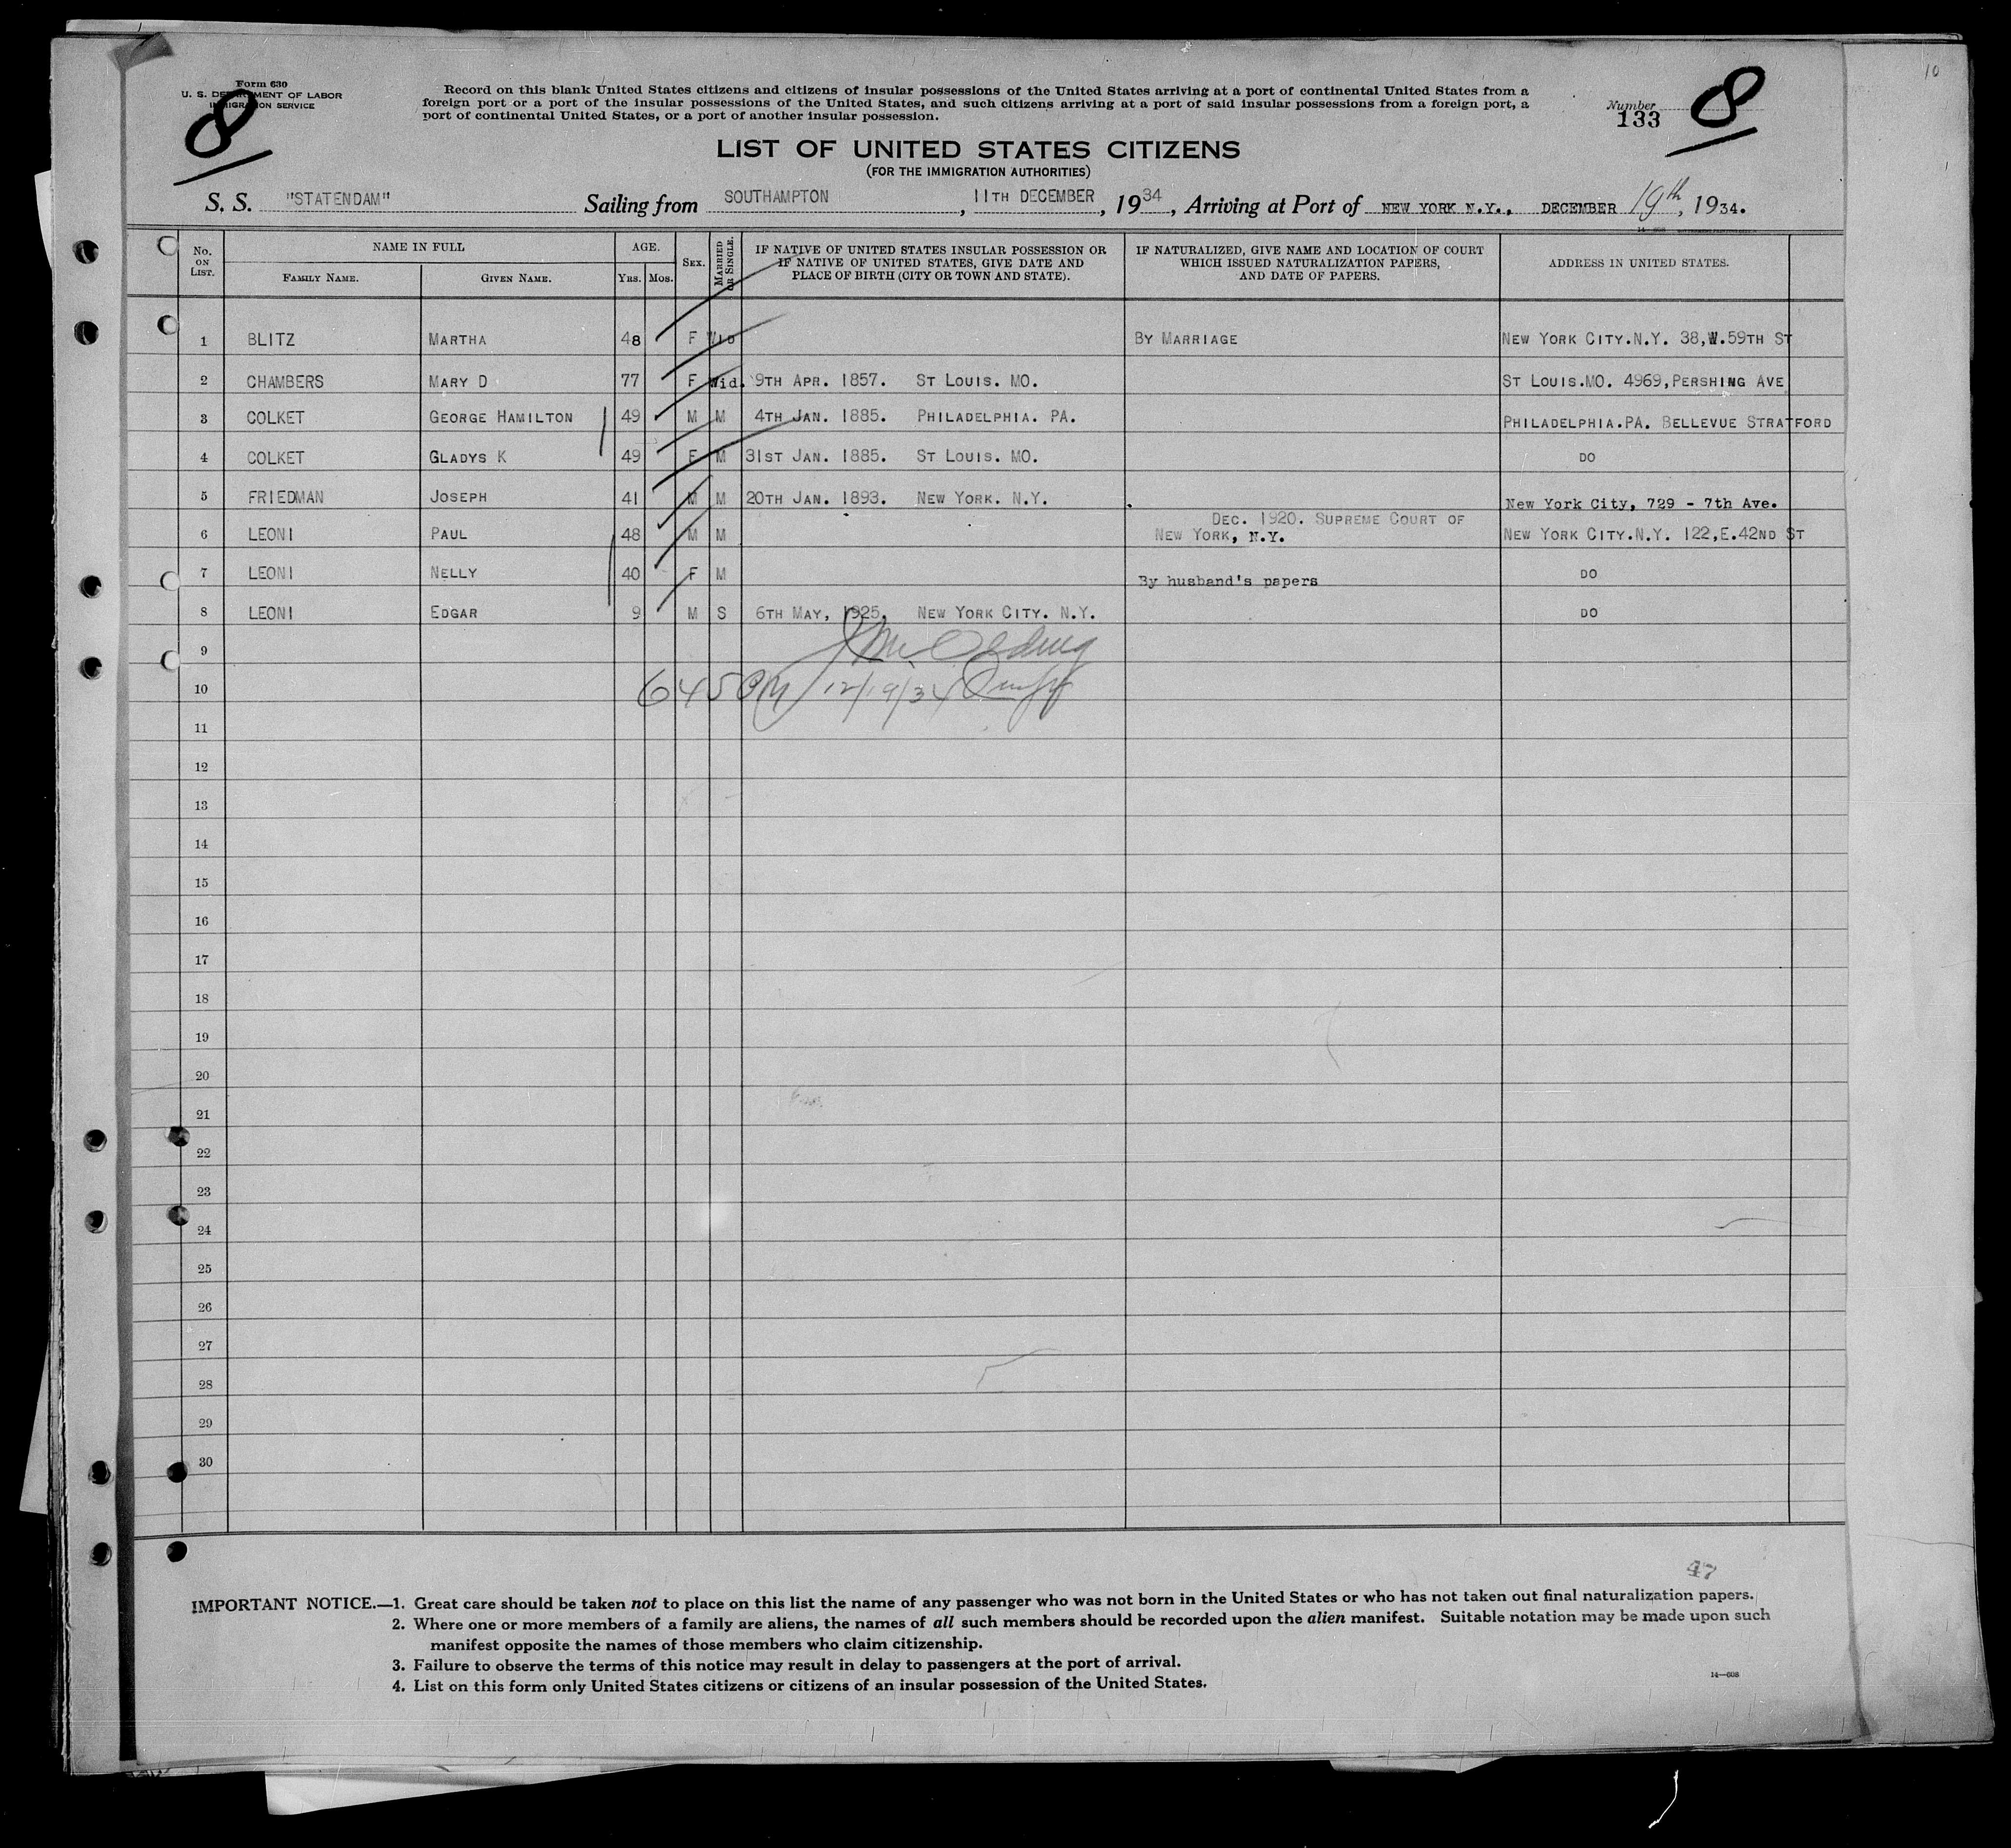 10
Form 630
U. S. DEPARTMENT OF LABOR
IMMIGRATION SERVICE
8
Record on this blank United States citizens and citizens of insular possessions of the United States arriving at a port of continental United States from a
foreign port or a port of the insular possessions of the United States, and such citizens arriving at a port of said insular possessions from a foreign port, a
port of continental United States, or a port of another insular possession.
Number
133
8
LIST OF UNITED STATES CITIZENS
(FOR THE IMMIGRATION AUTHORITIES)
S. S. "STATENDAM" Sailing from SOUTHAMPTON, 11TH DECEMBER, 1934, Arriving at Port of NEW YORK N.Y., DECEMBER 19th, 1934.
No. ON LIST.
NAME IN FULL
FAMILY NAME. GIVEN NAME.
AGE.
YRS. MOS.
SEX.
MARRIED OR SINGLE.
IF NATIVE OF UNITED STATES INSULAR POSSESSION OR
IF NATIVE OF UNITED STATES, GIVE DATE AND
PLACE OF BIRTH (CITY OR TOWN AND STATE).
IF NATURALIZED, GIVE NAME AND LOCATION OF COURT
WHICH ISSUED NATURALIZATION PAPERS,
AND DATE OF PAPERS.
ADDRESS IN UNITED STATES.
1 BLITZ MARTHA 48 F WID BY MARRIAGE NEW YORK CITY.N.Y. 38,W.59TH ST
2 CHAMBERS MARY D 77 F Wid. 9TH APR. 1857. ST LOUIS. MO. ST LOUIS.MO. 4969,PERSHING AVE
3 COLKET GEORGE HAMILTON 49 M M 4TH JAN. 1885. PHILADELPHIA. PA. PHILADELPHIA.PA. BELLEVUE STRATFORD
4 COLKET GLADYS K 49 F M 31ST JAN. 1885. ST LOUIS. MO. DO
5 FRIEDMAN JOSEPH 41 M M 20TH JAN. 1893. NEW YORK. N.Y. New York City, 729 - 7th Ave.
DEC. 1920. SUPREME COURT OF
6 LEONI PAUL 48 M M NEW YORK, N.Y. NEW YORK CITY.N.Y. 122,E.42ND ST
7 LEONI NELLY 40 F M By husband's papers DO
8 LEONI EDGAR 9 M S 6TH MAY, 1925, NEW YORK CITY. N.Y. DO
9
10 645 PM 12/19/34
11
12
13
14
15
16
17
18
19
20
21
22
23
24
25
26
27
28
29
30
47
IMPORTANT NOTICE.—1. Great care should be taken not to place on this list the name of any passenger who was not born in the United States or who has not taken out final naturalization papers.
2. Where one or more members of a family are aliens, the names of all such members should be recorded upon the alien manifest. Suitable notation may be made upon such
manifest opposite the names of those members who claim citizenship.
3. Failure to observe the terms of this notice may result in delay to passengers at the port of arrival.
4. List on this form only United States citizens or citizens of an insular possession of the United States.
14—608